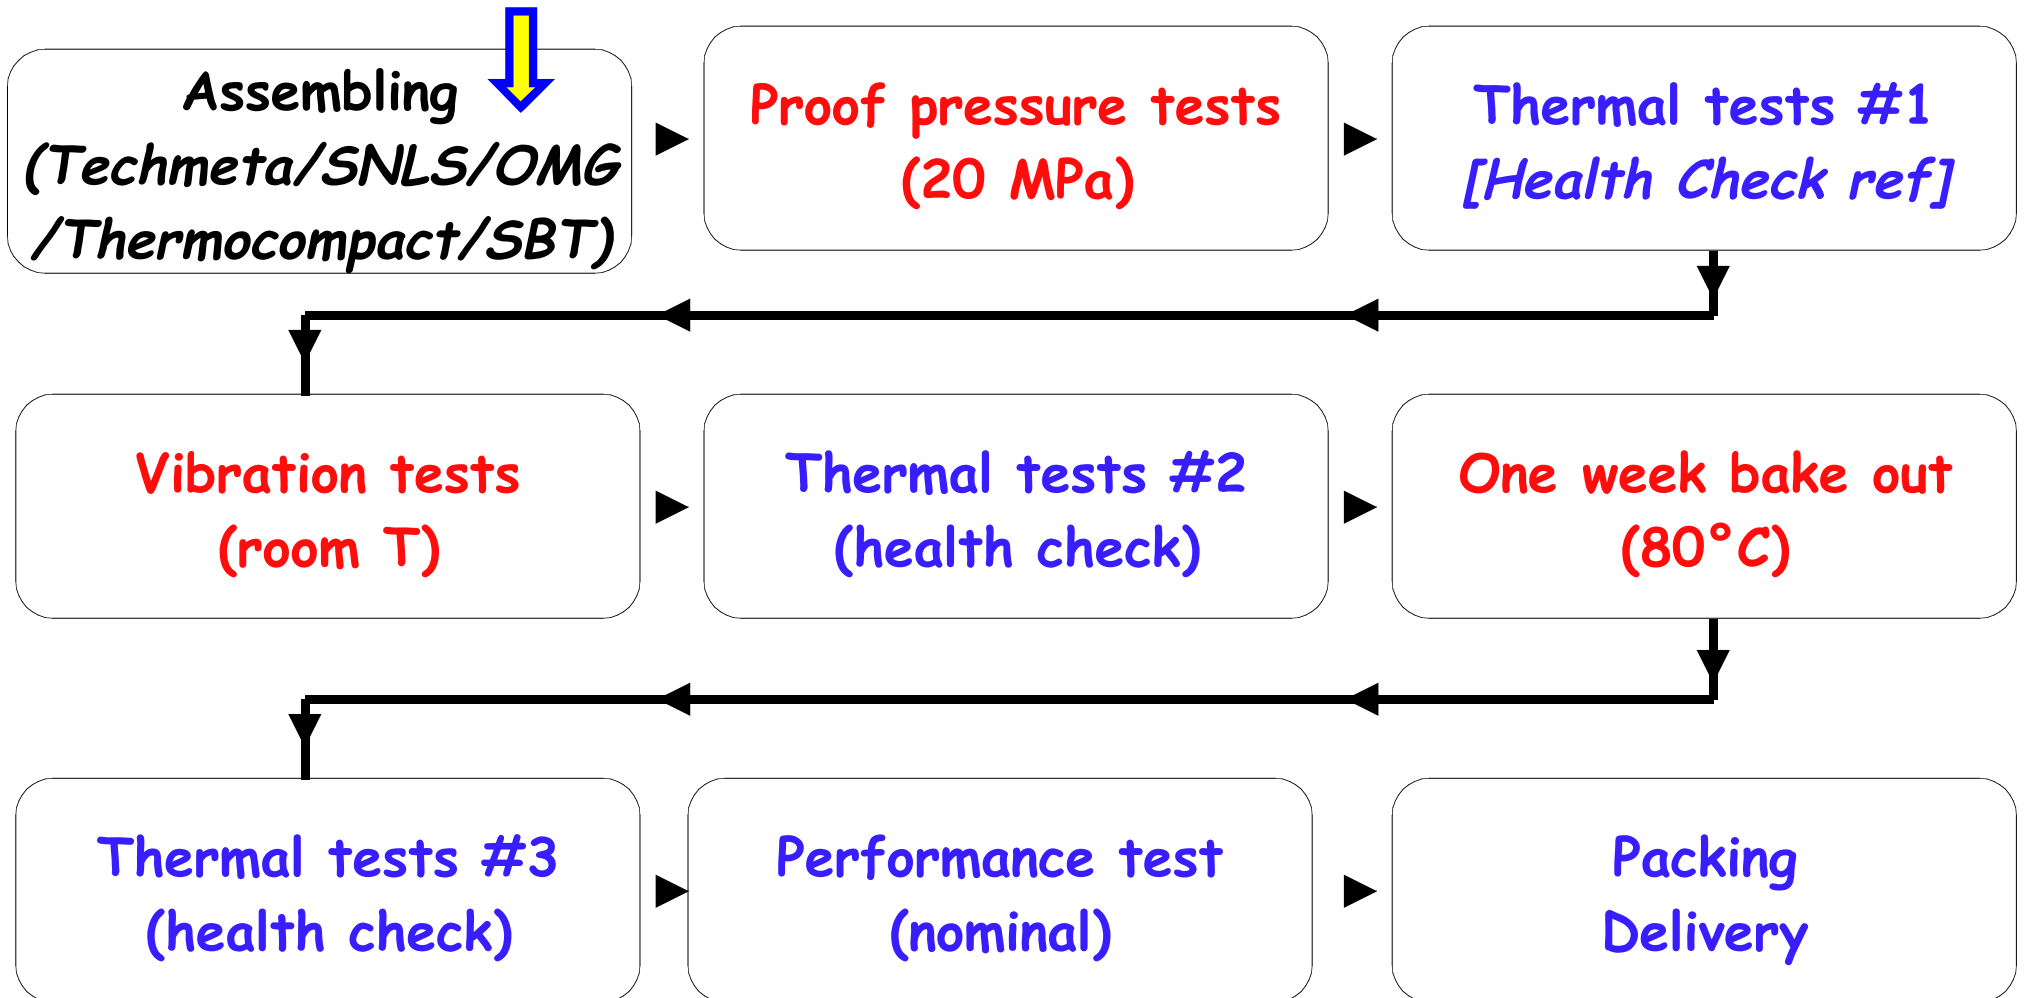 Assembling
(Techmeta/SNLS/OMG
/Thermocompact/SBT)
Proof pressure tests
(20 MPa)
Thermal tests #1
[Health Check ref]
Vibration tests
(room T)
Thermal tests #2
(health check)
One week bake out
(80°C)
Thermal tests #3
(health check)
Performance test
(nominal)
Packing
Delivery